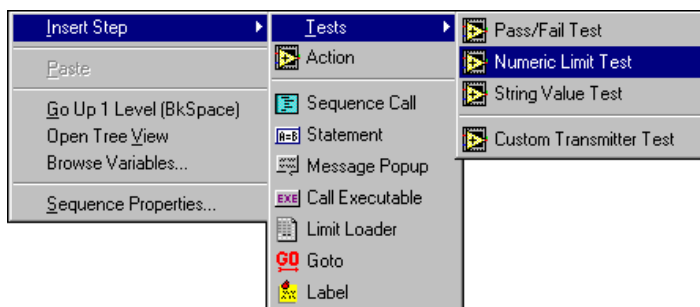 Insert Step
Paste
Go Up 1 Level (BkSpace)
Open Tree View
Browse Variables...
Sequence Properties...
Tests
Action
Sequence Call
A=B Statement
Message Popup
EXE Call Executable
Limit Loader
GO Goto
Label
Pass/Fail Test
Numeric Limit Test
String Value Test
Custom Transmitter Test